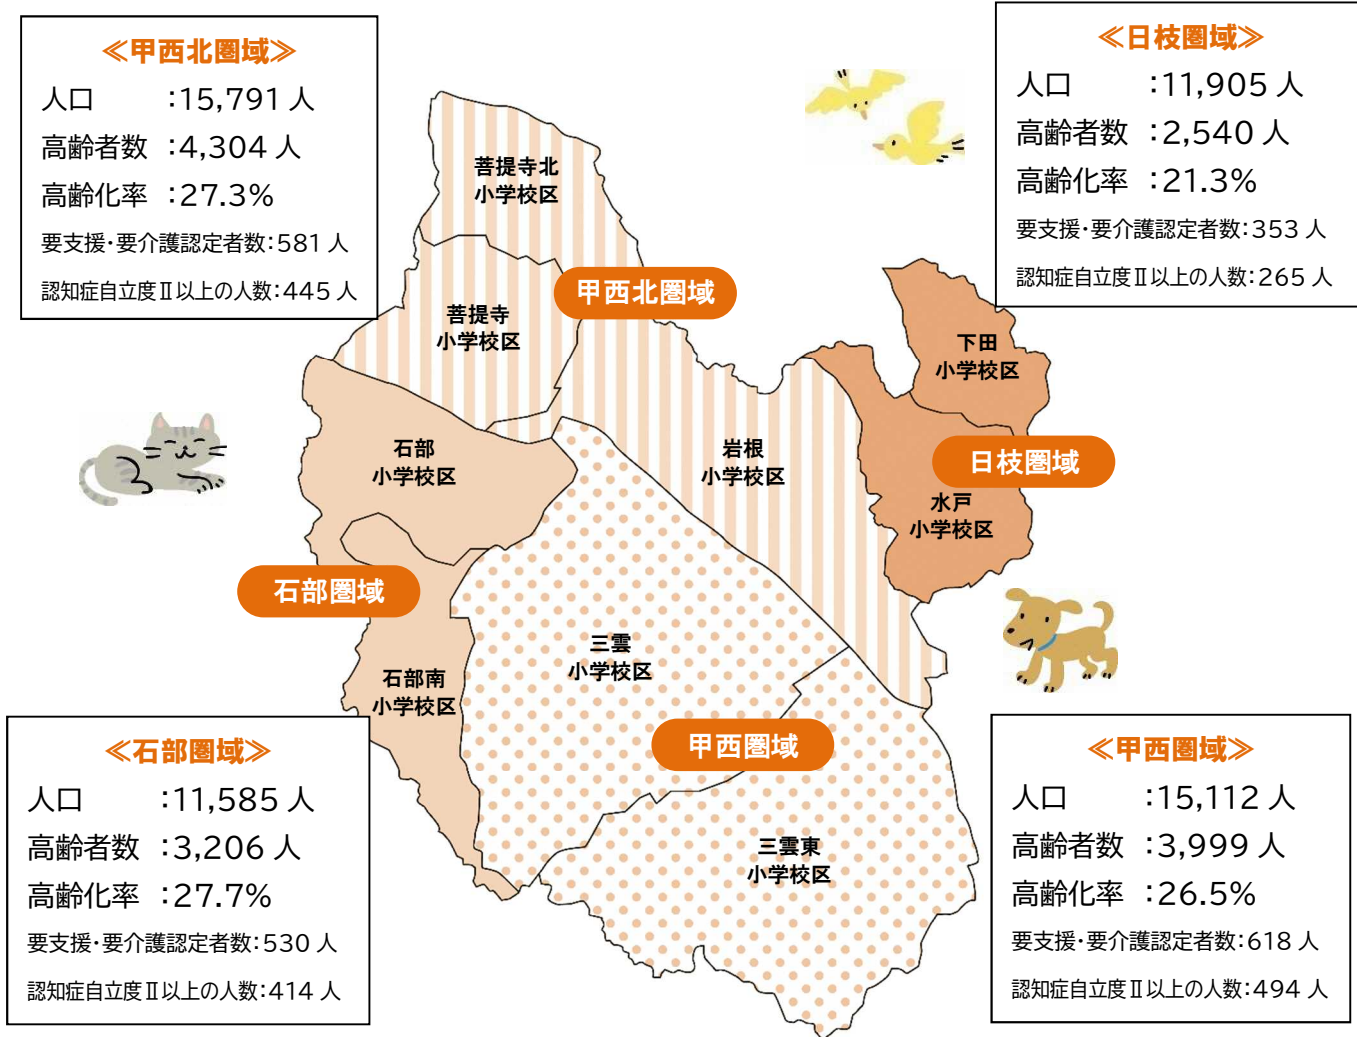 ≪甲西北圏域≫
人口　　:15,791 人
高齢者数 :4,304 人
高齢化率 :27.3%
要支援・要介護認定者数:581 人
認知症自立度Ⅱ以上の人数:445 人
≪日枝圏域≫
人口　　:11,905 人
高齢者数 :2,540 人
高齢化率 :21.3%
要支援・要介護認定者数:353 人
認知症自立度Ⅱ以上の人数:265 人
菩提寺北
小学校区
甲西北圏域
菩提寺
小学校区
下田
小学校区
石部
小学校区
岩根
小学校区
日枝圏域
水戸
小学校区
石部圏域
三雲
小学校区
石部南
小学校区
甲西圏域
三雲東
小学校区
≪石部圏域≫
人口　　:11,585 人
高齢者数 :3,206 人
高齢化率 :27.7%
要支援・要介護認定者数:530 人
認知症自立度Ⅱ以上の人数:414 人
≪甲西圏域≫
人口　　:15,112 人
高齢者数 :3,999 人
高齢化率 :26.5%
要支援・要介護認定者数:618 人
認知症自立度Ⅱ以上の人数:494 人